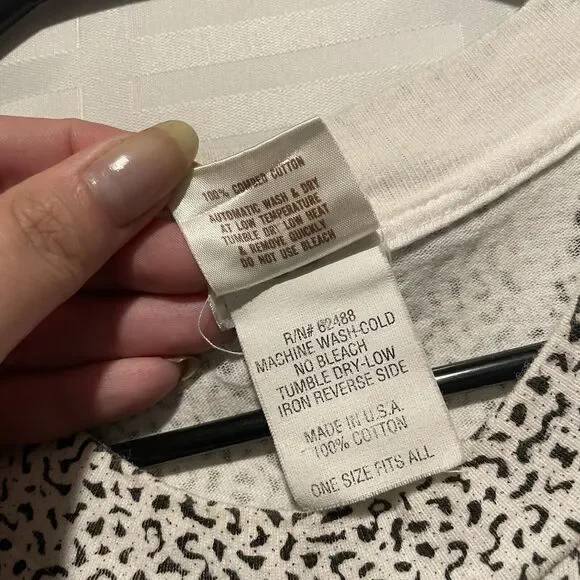 100% COMBED COTTON
AUTOMATIC WASH & DRY
AT LOW TEMPERATURE
TUMBLE DRY LOW HEAT
& REMOVE QUICKLY
DO NOT USE BLEACH
R/N# 62488
MACHINE WASH-COLD
NO BLEACH
TUMBLE DRY-LOW
IRON REVERSE SIDE
MADE IN U.S.A.
100% COTTON
ONE SIZE FITS ALL